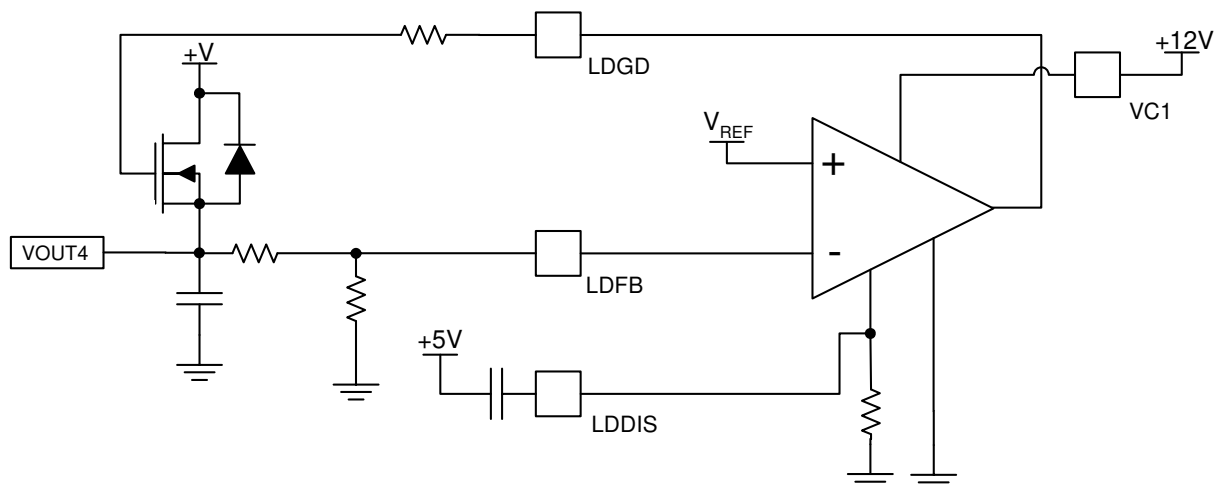 +12V
+V
LDGD
VC1
VREF
+
VOUT4
-
LDFB
+5V
LDDIS